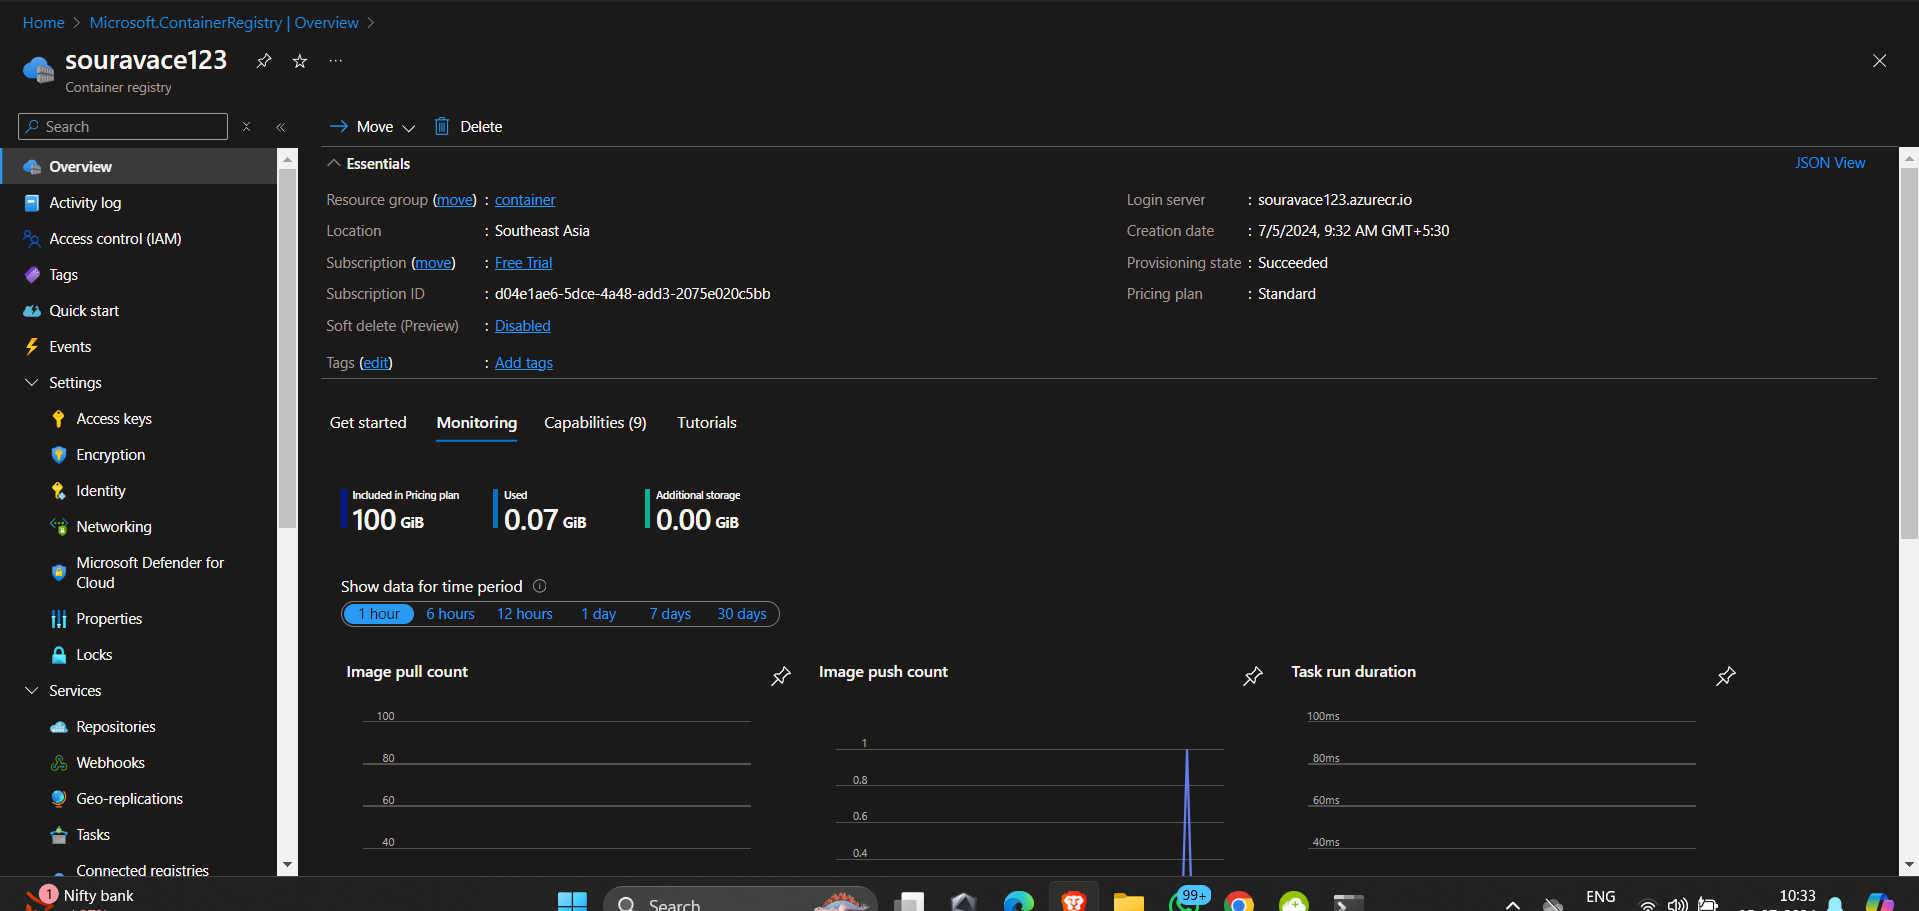 Home > Microsoft.ContainerRegistry | Overview >
souravace123
Container registry
Search
Move
Delete
Overview
Activity log
Access control (IAM)
Tags
Quick start
Events
Settings
Access keys
Encryption
Identity
Networking
Microsoft Defender for
Cloud
Properties
Locks
Services
Repositories
Webhooks
Geo-replications
Tasks
Connected registries
Essentials
JSON View
Resource group (move) : container
Location : Southeast Asia
Subscription (move) : Free Trial
Subscription ID : d04e1ae6-5dce-4a48-add3-2075e020c5bb
Soft delete (Preview) : Disabled
Tags (edit) : Add tags
Login server : souravace123.azurecr.io
Creation date : 7/5/2024, 9:32 AM GMT+5:30
Provisioning state : Succeeded
Pricing plan : Standard
Get started
Monitoring
Capabilities (9)
Tutorials
Included in Pricing plan
100 GiB
Used
0.07 GiB
Additional storage
0.00 GiB
Show data for time period
1 hour
6 hours
12 hours
1 day
7 days
30 days
Image pull count
100
80
60
40
Image push count
1
0.8
0.6
0.4
Task run duration
100ms
80ms
60ms
40ms
1
Nifty bank
Search
99+
ENG
10:33